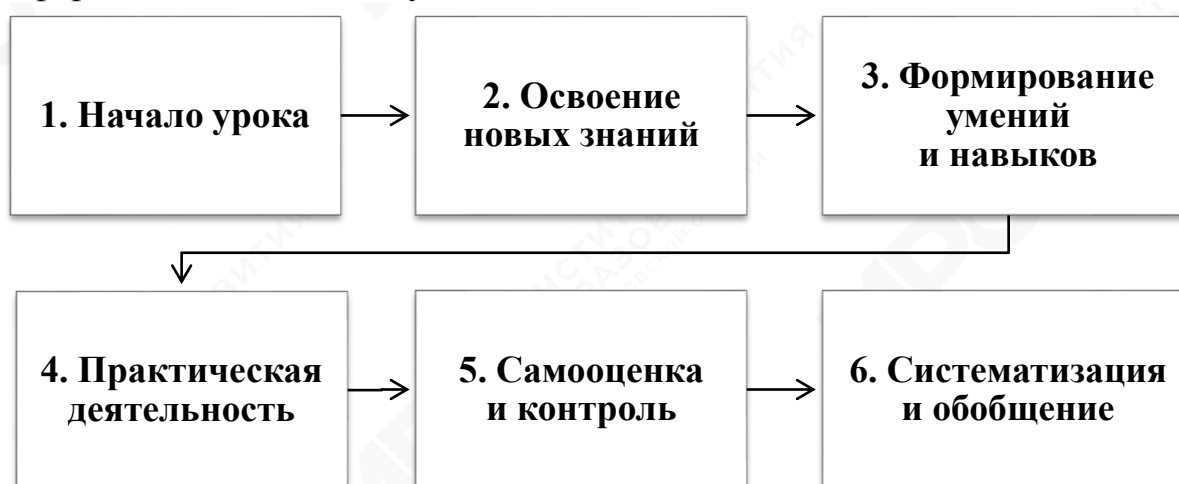 1. Начало урока
2. Освоение
новых знаний
3. Формирование
умений
и навыков
4. Практическая
деятельность
5. Самооценка
и контроль
6. Систематизация
и обобщение